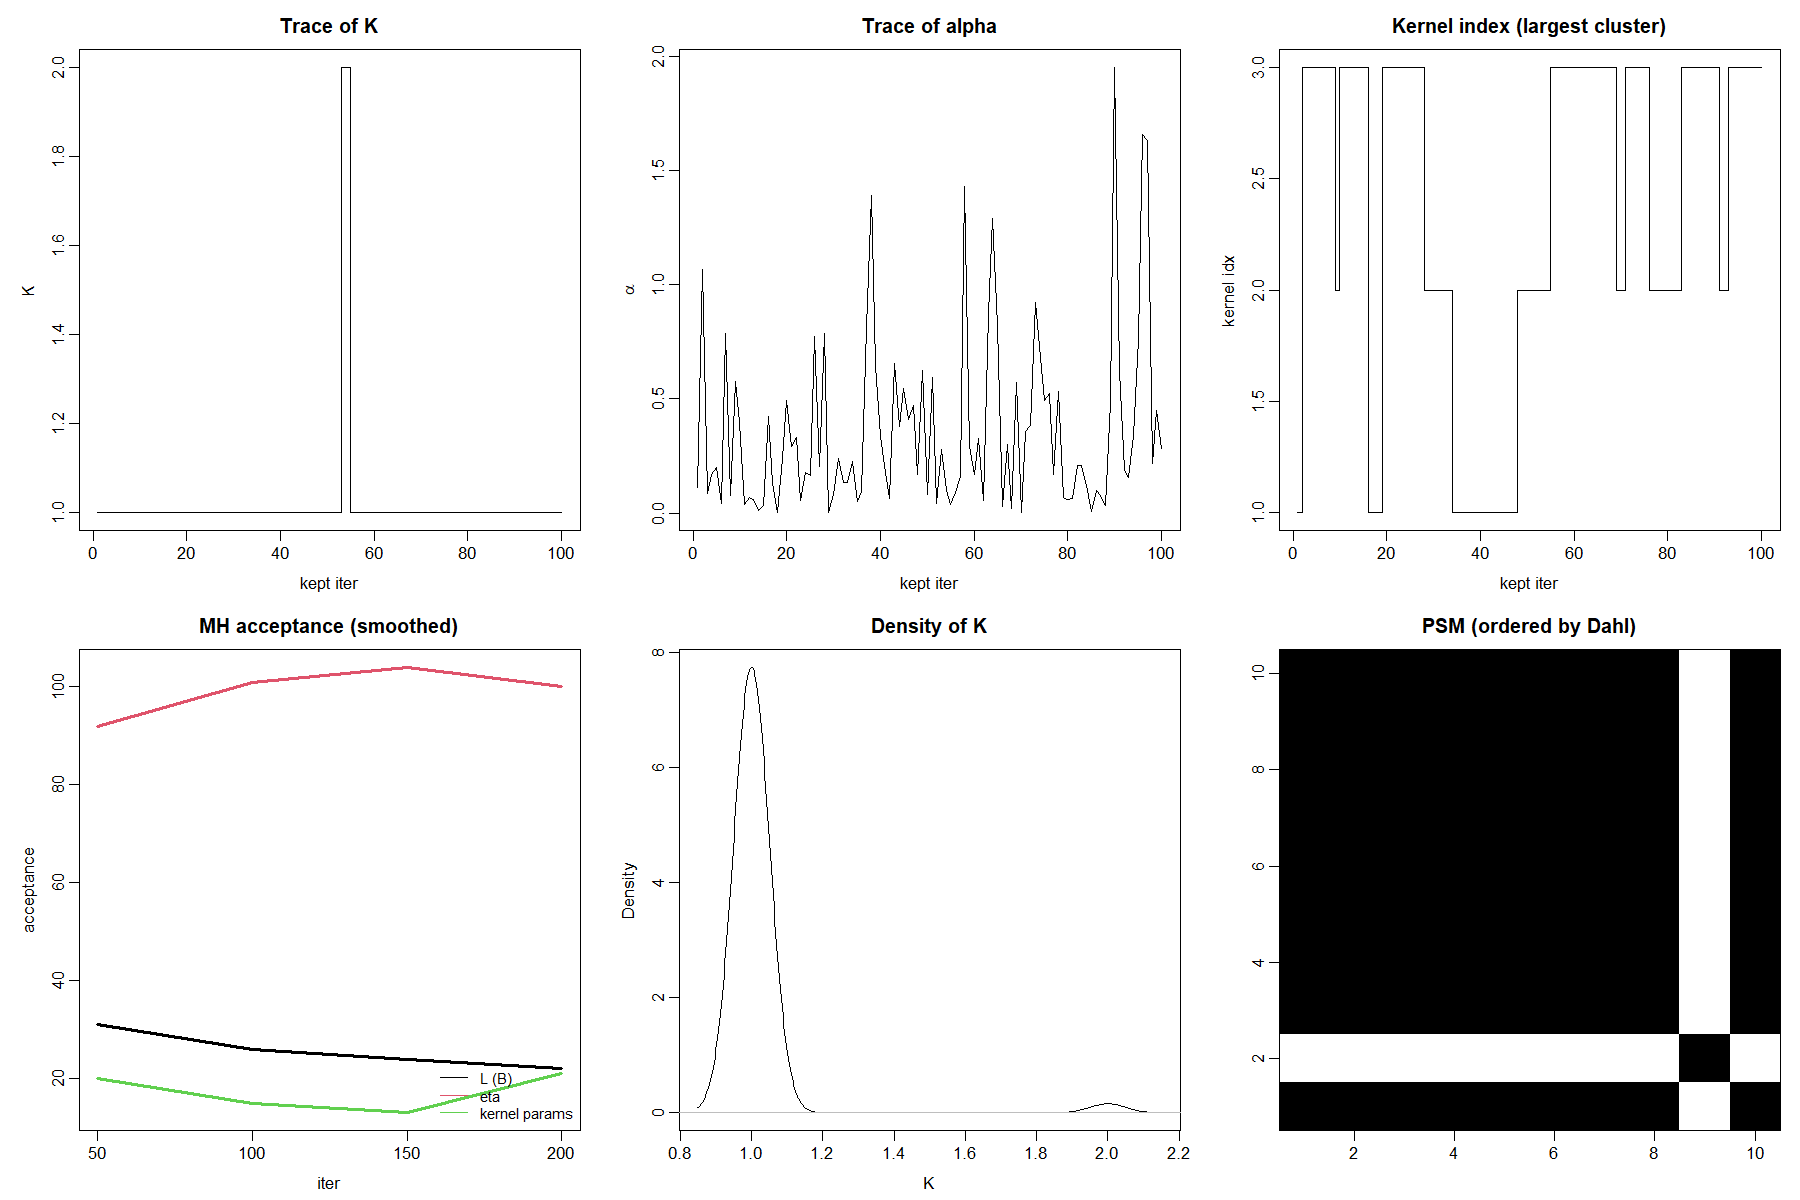 Trace of K
K
2.0
1.8
1.6
1.4
1.2
1.0
0 20 40 60 80 100
kept iter
Trace of alpha
α
2.0
1.5
1.0
0.5
0.0
0 20 40 60 80 100
kept iter
Kernel index (largest cluster)
kernel idx
3.0
2.5
2.0
1.5
1.0
0 20 40 60 80 100
kept iter
MH acceptance (smoothed)
acceptance
100
80
60
40
20
L (B)
eta
kernel params
50 100 150 200
iter
Density of K
Density
8
6
4
2
0
0.8 1.0 1.2 1.4 1.6 1.8 2.0 2.2
K
PSM (ordered by Dahl)
10
8
6
4
2
2 4 6 8 10